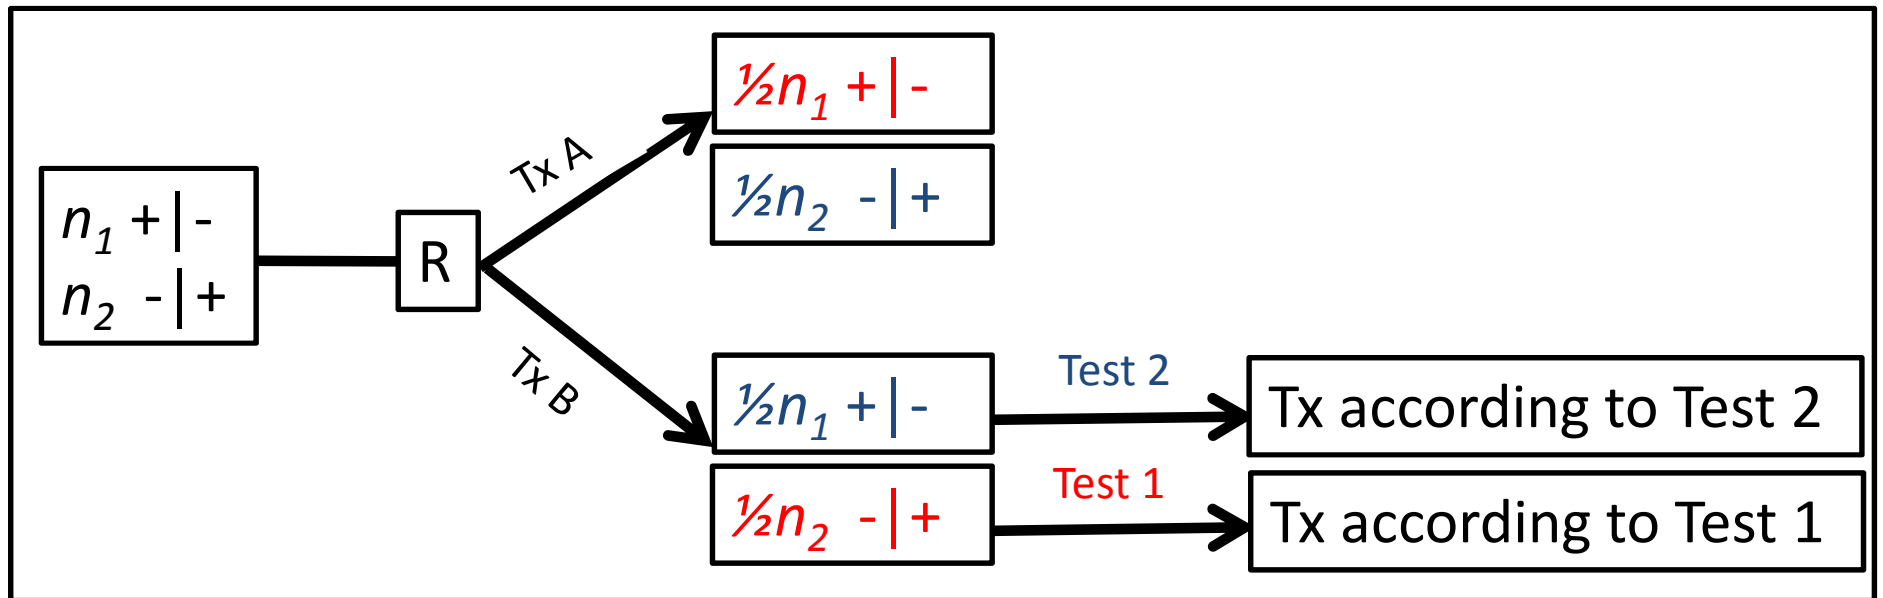 n1 + | -
n2 - | +
R
Tx A
Tx B
½n1 + | -
½n2 - | +
½n1 + | -
½n2 - | +
Test 2
Test 1
Tx according to Test 2
Tx according to Test 1